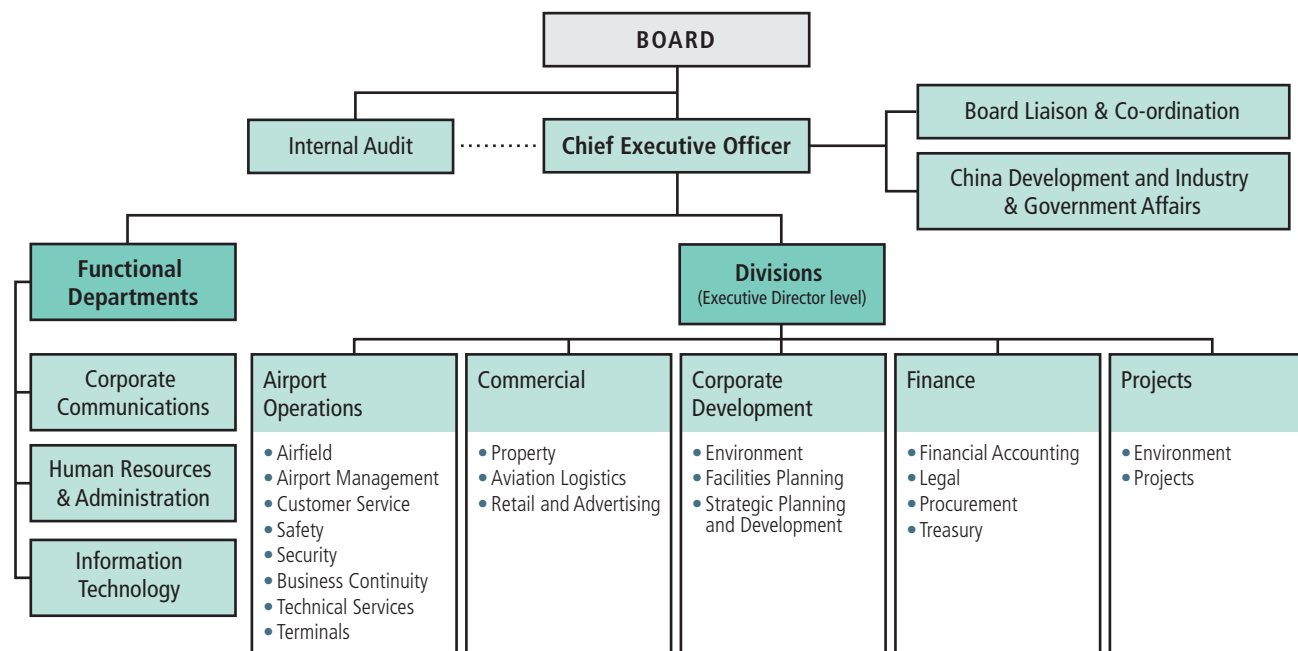 BOARD
Internal Audit
Chief Executive Officer
Board Liaison & Co-ordination
China Development and Industry
& Government Affairs
Functional
Departments
Divisions
(Executive Director level)
Corporate
Communications
Human Resources
& Administration
Information
Technology
Airport
Operations
• Airfield
• Airport Management
• Customer Service
• Safety
• Security
• Business Continuity
• Technical Services
• Terminals
Commercial
• Property
• Aviation Logistics
• Retail and Advertising
Corporate
Development
• Environment
• Facilities Planning
• Strategic Planning
and Development
Finance
• Financial Accounting
• Legal
• Procurement
• Treasury
Projects
• Environment
• Projects